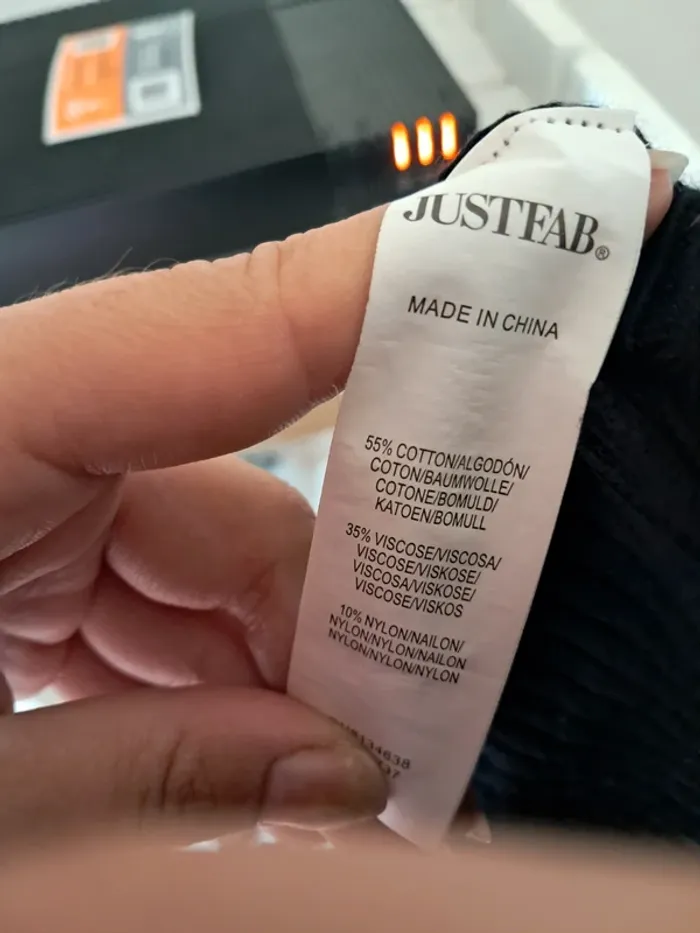 JUSTFAB®
MADE IN CHINA
55% COTTON/ALGODÓN/
COTON/BAUMWOLLE/
COTONE/BOMULD/
KATOEN/BOMULL
35% VISCOSE/VISCOSA/
VISCOSE/VISKOSE/
VISCOSA/VISKOSE/
VISCOSE/VISKOS
10% NYLON/NAILON/
NYLON/NYLON/NAILON
NYLON/NYLON/NYLON